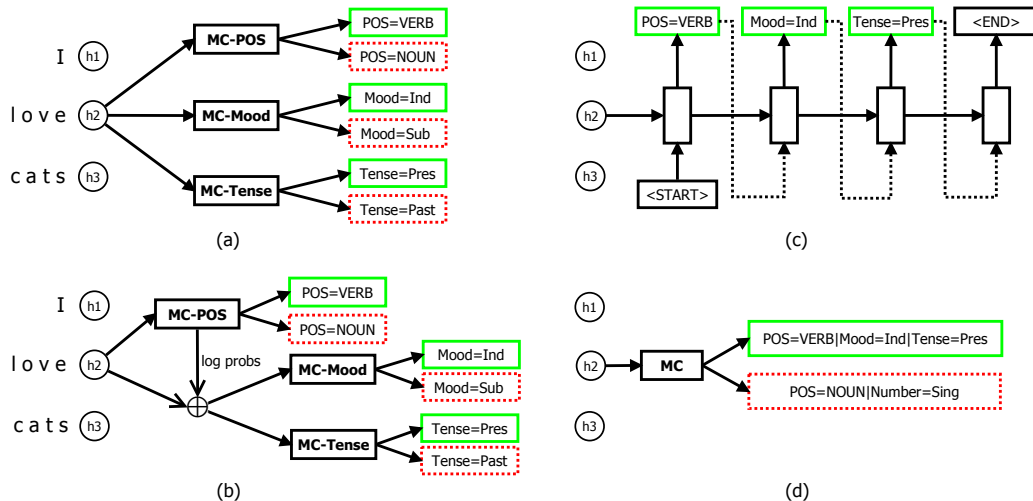 POS=VERB
MC-POS
POS=NOUN
I
h1
Mood=Ind
love
h2
MC-Mood
Mood=Sub
Tense=Pres
cats
h3
MC-Tense
Tense=Past
(a)
POS=VERB
Mood=Ind
Tense=Pres
<END>
h1
h2
h3
<START>
(c)
POS=VERB
I
h1
MC-POS
POS=NOUN
love
h2
log probs
Mood=Ind
MC-Mood
Mood=Sub
cats
h3
Tense=Pres
MC-Tense
Tense=Past
(b)
h1
POS=VERB|Mood=Ind|Tense=Pres
h2
MC
POS=NOUN|Number=Sing
h3
(d)